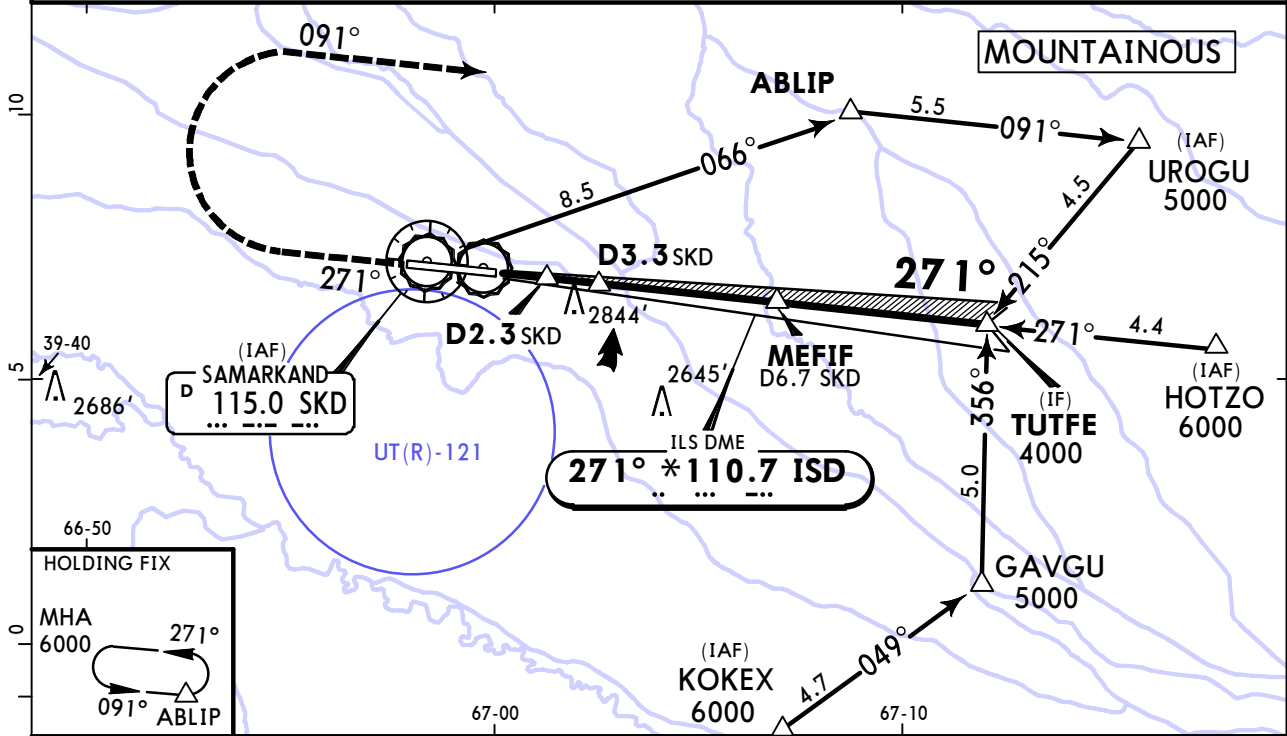 091°
MOUNTAINOUS
ABLIP
5.5
091°
(IAF)
UROGU
5000
10
066°
8.5
4.5
215°
D3.3 SKD
271°
271°
271°
4.4
2844'
D2.3 SKD
MEFIF
D6.7 SKD
39-40
2686'
5
(IAF)
SAMARKAND
D 115.0 SKD
2645'
(IAF)
HOTZO
6000
(IF)
TUTFE
4000
356°
5.0
UT(R)-121
ILS DME
271° *110.7 ISD
66-50
HOLDING FIX
MHA
6000
271°
091°
ABLIP
0
GAVGU
5000
(IAF)
KOKEX
6000
4.7
049°
67-00
67-10